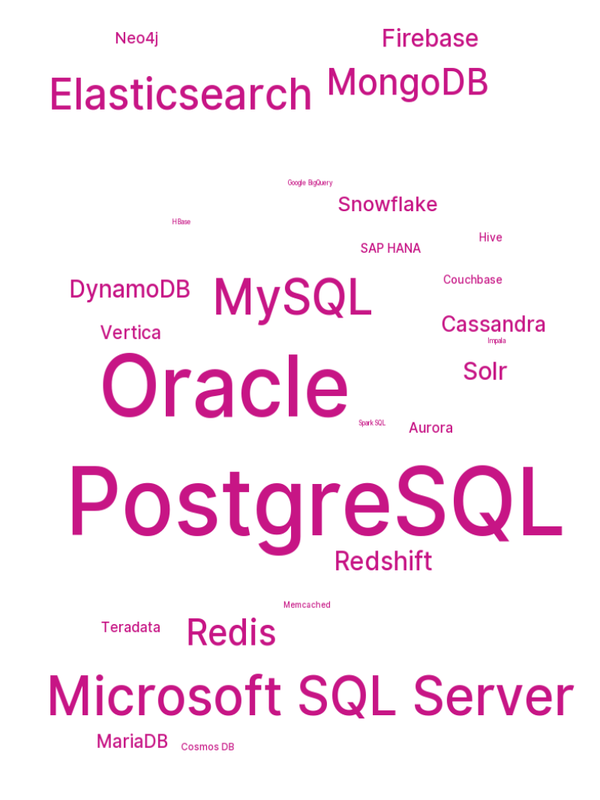 Neo4j
Firebase
Elasticsearch
MongoDB
Google BigQuery
Snowflake
HBase
Hive
SAP HANA
Couchbase
DynamoDB
MySQL
Cassandra
Vertica
Impala
Solr
Oracle
Spark SQL
Aurora
PostgreSQL
Redshift
Memcached
Teradata
Redis
Microsoft SQL Server
MariaDB
Cosmos DB